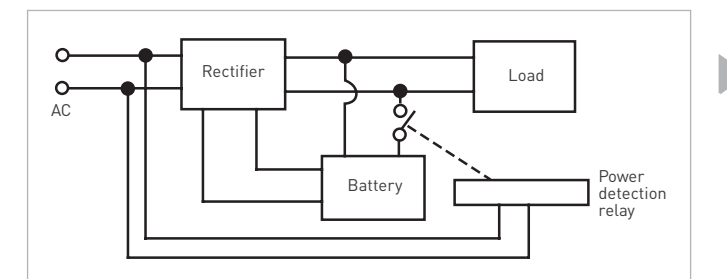 Rectifier
Load
AC
Battery
Power
detection
relay